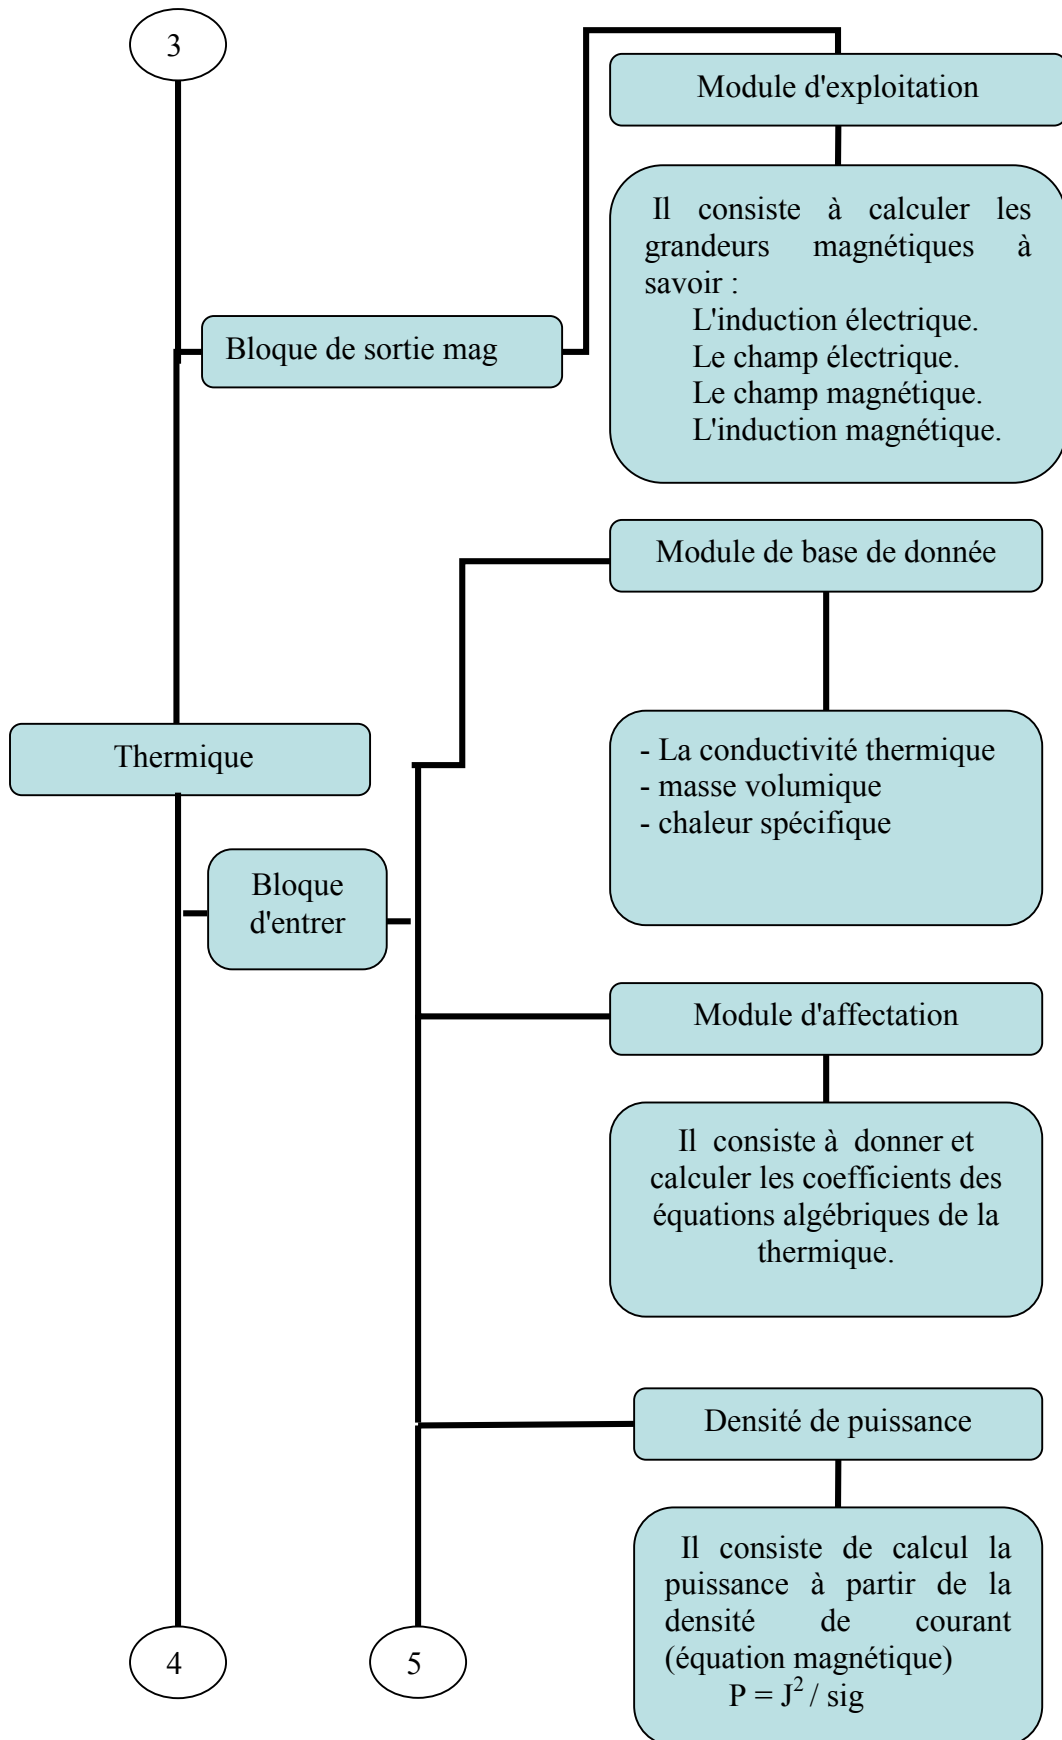 3
Module d'exploitation
Il consiste à calculer les
grandeurs magnétiques à
savoir :
L'induction électrique.
Le champ électrique.
Le champ magnétique.
L'induction magnétique.
Bloque de sortie mag
Module de base de donnée
- La conductivité thermique
- masse volumique
- chaleur spécifique
Thermique
Bloque
d'entrer
Module d'affectation
Il consiste à donner et
calculer les coefficients des
équations algébriques de la
thermique.
Densité de puissance
Il consiste de calcul la
puissance à partir de la
densité de courant
(équation magnétique)
P = J² / sig
4
5